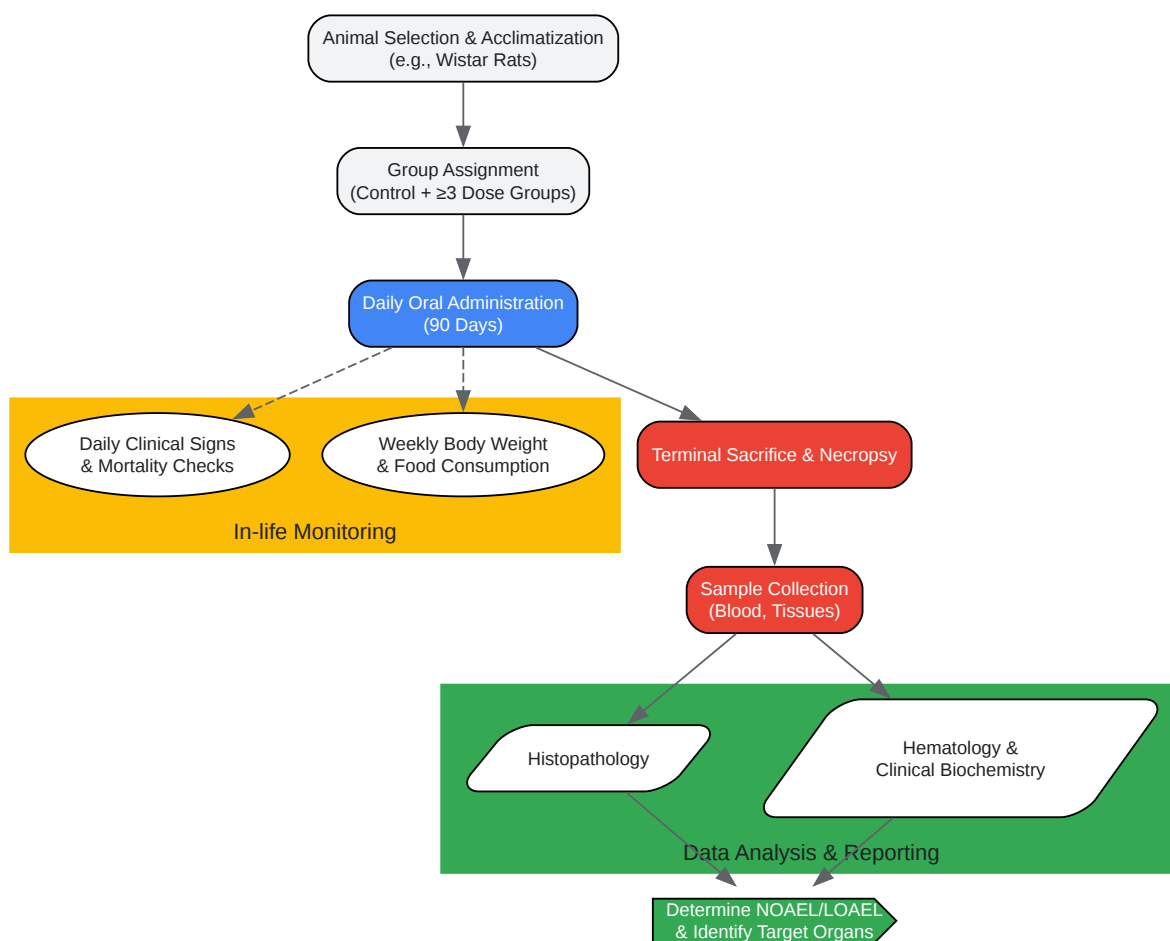 Animal Selection & Acclimatization
(e.g., Wistar Rats)
Group Assignment
(Control + ≥3 Dose Groups)
Daily Oral Administration
(90 Days)
Daily Clinical Signs
& Mortality Checks
Weekly Body Weight
& Food Consumption
In-life Monitoring
Terminal Sacrifice & Necropsy
Sample Collection
(Blood, Tissues)
Histopathology
Hematology &
Clinical Biochemistry
Data Analysis & Reporting
Determine NOAEL/LOAEL
& Identify Target Organs